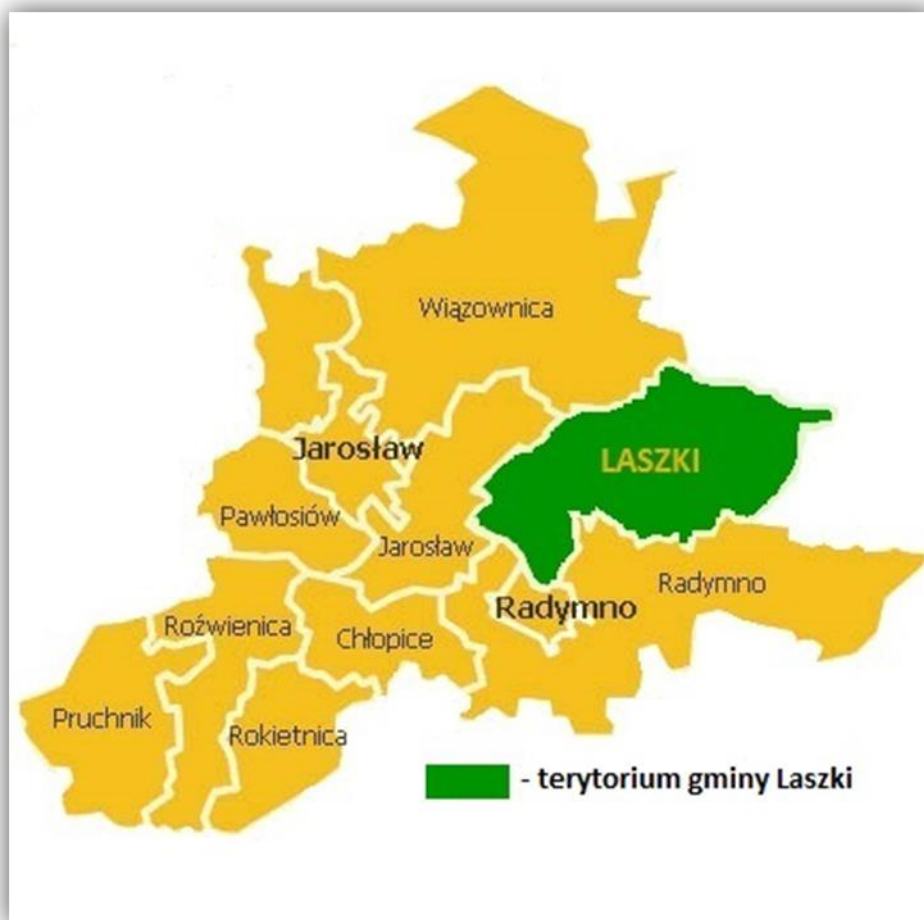 Wiązownica
LASZKI
Jarosław
Pawłosiów
Jarosław
Radymno
Radymno
Roźwienica
Chłopice
Pruchnik
Rokietnica
- terytorium gminy Laszki